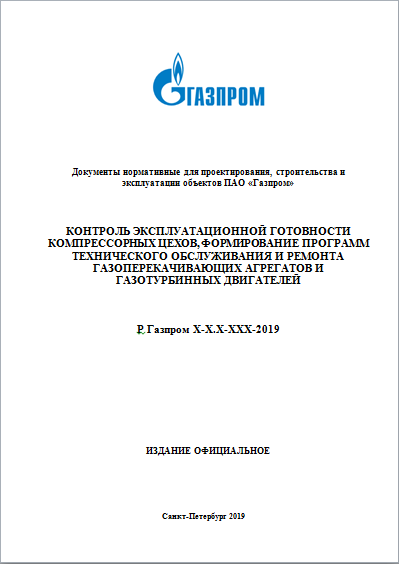 ГАЗПРОМ
Документы нормативные для проектирования, строительства и
эксплуатации объектов ПАО «Газпром»
КОНТРОЛЬ ЭКСПЛУАТАЦИОННОЙ ГОТОВНОСТИ
КОМПРЕССОРНЫХ ЦЕХОВ, ФОРМИРОВАНИЕ ПРОГРАММ
ТЕХНИЧЕСКОГО ОБСЛУЖИВАНИЯ И РЕМОНТА
ГАЗОПЕРЕКАЧИВАЮЩИХ АГРЕГАТОВ И
ГАЗОТУРБИННЫХ ДВИГАТЕЛЕЙ
Р Газпром Х-Х.Х-ХХХ-2019
ИЗДАНИЕ ОФИЦИАЛЬНОЕ
Санкт-Петербург 2019